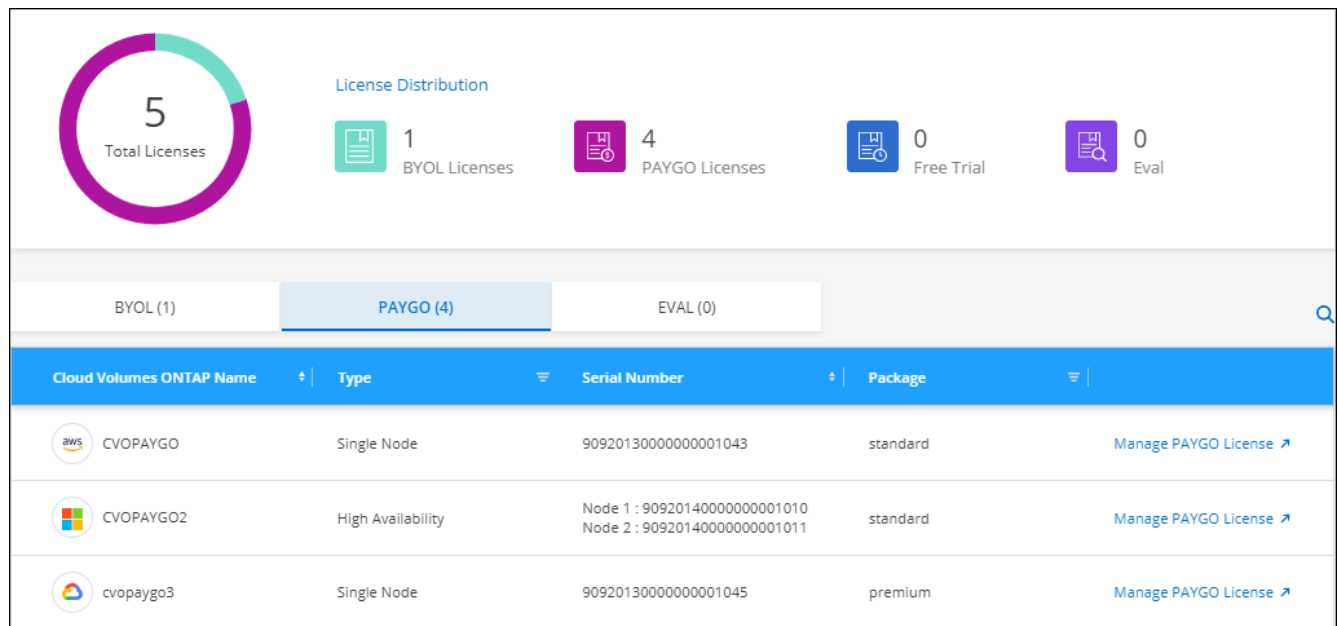 5
Total Licenses
License Distribution
1
BYOL Licenses
4
PAYGO Licenses
0
Free Trial
0
Eval
BYOL (1)
PAYGO (4)
EVAL (0)
Cloud Volumes ONTAP Name Type Serial Number Package
aws CVOPAYGO Single Node 90920130000000001043 standard Manage PAYGO License
CVOPAYGO2 High Availability Node 1 : 90920140000000001010 standard Manage PAYGO License
Node 2 : 90920140000000001011
cvopaygo3 Single Node 90920130000000001045 premium Manage PAYGO License